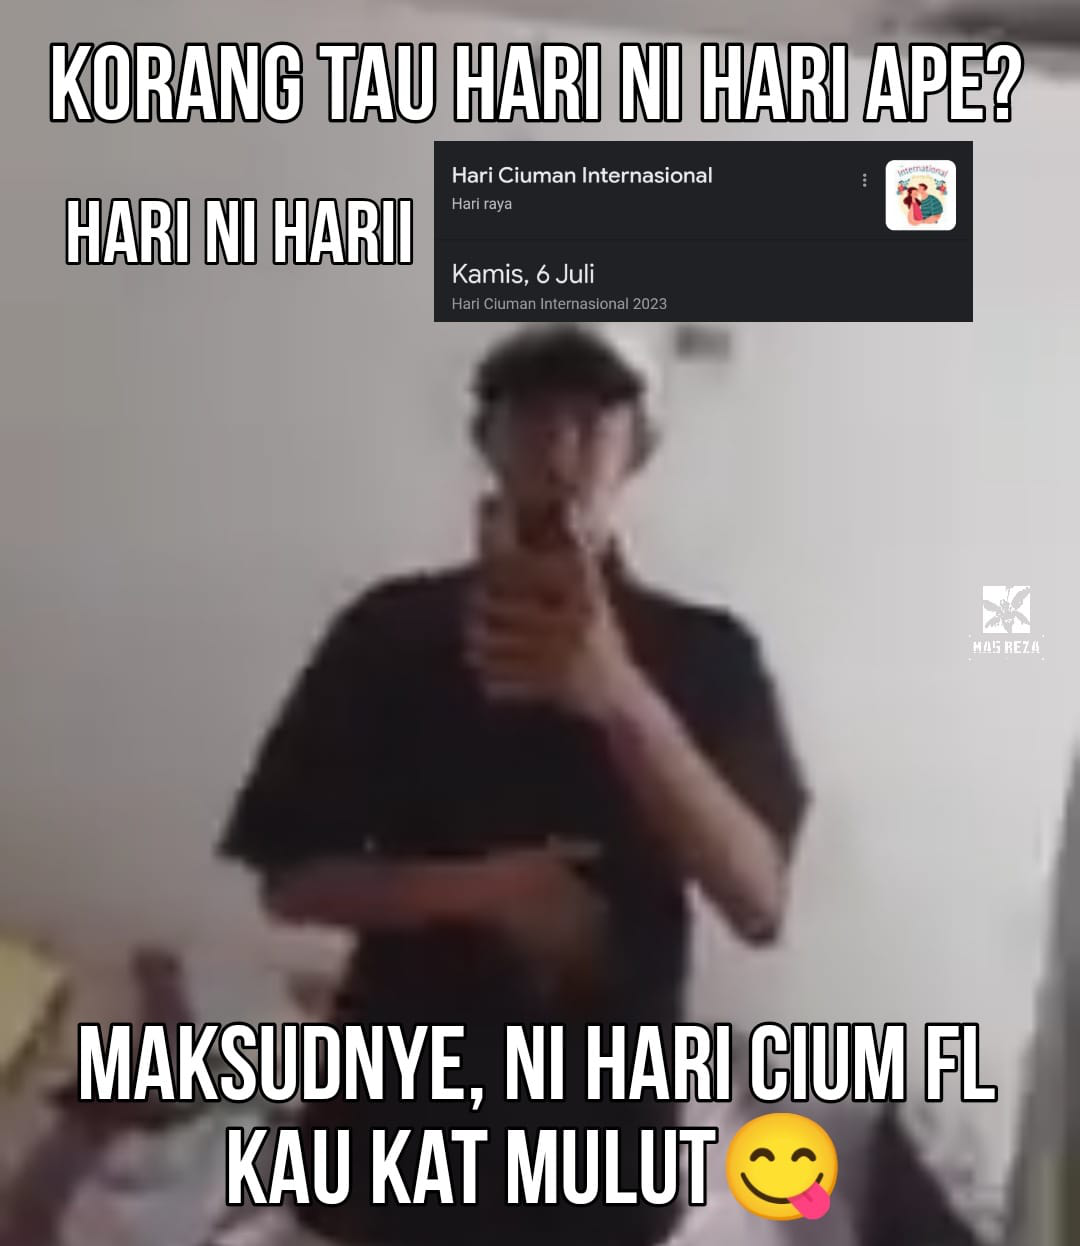 KORANG TAU HARI NI HARI APE?
HARI NI HARII
Hari Ciuman Internasional
Hari raya
International
Kamis, 6 Juli
Hari Ciuman Internasional 2023
MAS REZA
MAKSUDNYE, NI HARI CIUM FL
KAU KAT MULUT😋